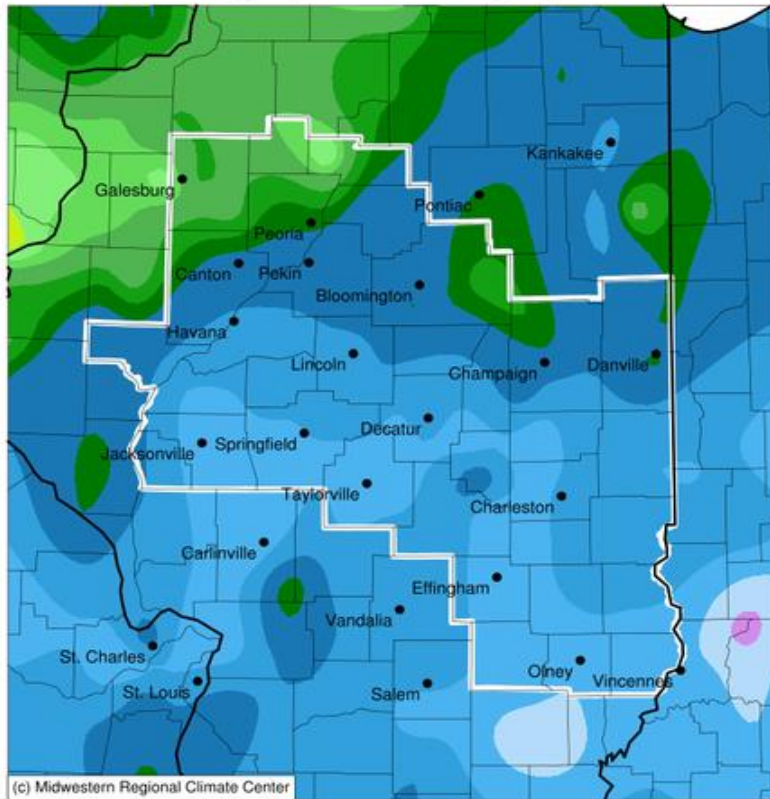 Kankakee
Galesburg
Pontiac
Peoria
Canton
Pekin
Bloomington
Havana
Lincoln
Champaign
Danville
Decatur
Jacksonville
Springfield
Taylorville
Charleston
Carlinville
Effingham
Vandalia
St. Charles
St. Louis
Salem
Olney
Vincennes
(c) Midwestern Regional Climate Center